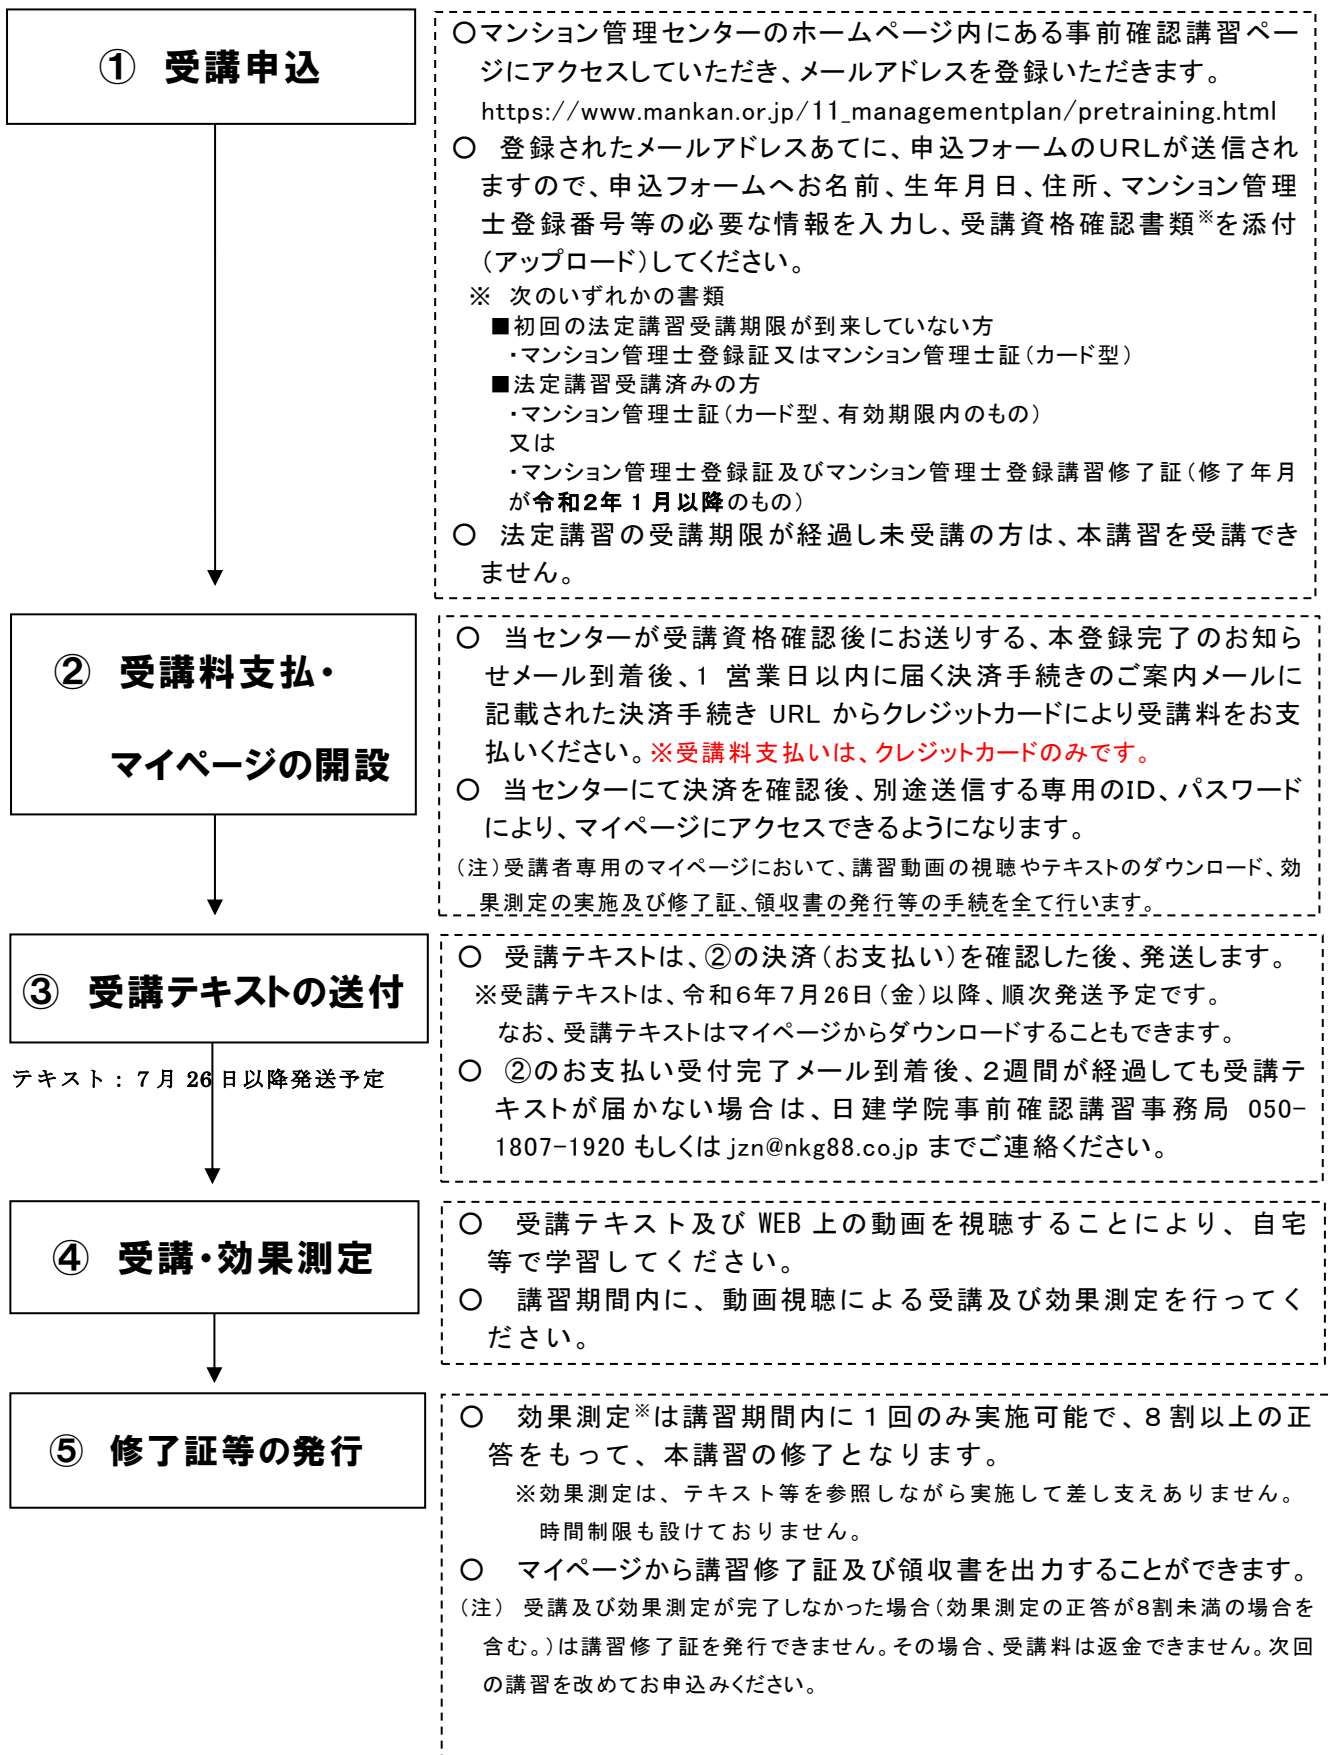 ① 受講申込
〇マンション管理センターのホームページ内にある事前確認講習ペー
ジにアクセスしていただき、メールアドレスを登録いただきます。
https://www.mankan.or.jp/11_managementplan/pretraining.html
〇 登録されたメールアドレスあてに、申込フォームのURLが送信され
ますので、申込フォームへお名前、生年月日、住所、マンション管理
士登録番号等の必要な情報を入力し、受講資格確認書類※を添付
（アップロード）してください。
※ 次のいずれかの書類
■初回の法定講習受講期限が到来していない方
・マンション管理士登録証又はマンション管理士証（カード型）
■法定講習受講済みの方
・マンション管理士証（カード型、有効期限内のもの）
又は
・マンション管理士登録証及びマンション管理士登録講習修了証（修了年月
が令和2年1月以降のもの）
〇 法定講習の受講期限が経過し未受講の方は、本講習を受講でき
ません。
② 受講料支払・
マイページの開設
〇 当センターが受講資格確認後にお送りする、本登録完了のお知ら
せメール到着後、1 営業日以内に届く決済手続きのご案内メールに
記載された決済手続き URL からクレジットカードにより受講料をお支
払いください。※受講料支払いは、クレジットカードのみです。
〇 当センターにて決済を確認後、別途送信する専用のID、パスワード
により、マイページにアクセスできるようになります。
（注）受講者専用のマイページにおいて、講習動画の視聴やテキストのダウンロード、効
果測定の実施及び修了証、領収書の発行等の手続を全て行います。
③ 受講テキストの送付
テキスト：７月 26 日以降発送予定
〇 受講テキストは、②の決済（お支払い）を確認した後、発送します。
※受講テキストは、令和６年７月26日（金）以降、順次発送予定です。
なお、受講テキストはマイページからダウンロードすることもできます。
〇 ②のお支払い受付完了メール到着後、２週間が経過しても受講テ
キストが届かない場合は、日建学院事前確認講習事務局 050-
1807-1920 もしくは jzn@nkg88.co.jp までご連絡ください。
④ 受講・効果測定
〇 受講テキスト及び WEB 上の動画を視聴することにより、自宅
等で学習してください。
〇 講習期間内に、動画視聴による受講及び効果測定を行ってく
ださい。
⑤ 修了証等の発行
〇 効果測定※は講習期間内に１回のみ実施可能で、８割以上の正
答をもって、本講習の修了となります。
※効果測定は、テキスト等を参照しながら実施して差し支えありません。
時間制限も設けておりません。
〇 マイページから講習修了証及び領収書を出力することができます。
（注） 受講及び効果測定が完了しなかった場合（効果測定の正答が８割未満の場合を
含む。）は講習修了証を発行できません。その場合、受講料は返金できません。次回
の講習を改めてお申込みください。